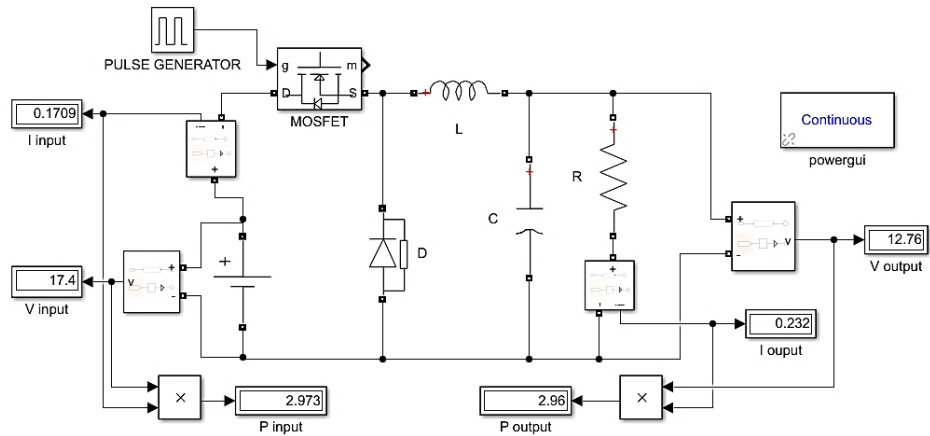 PULSE GENERATOR
g
m
D
S
MOSFET
0.1709
I input
+
L
Continuous
powergui
R
C
D
+
-
v
12.76
V output
17.4
V input
v
+
-
+
+
0.232
I ouput
×
2.973
P input
2.96
P output
×